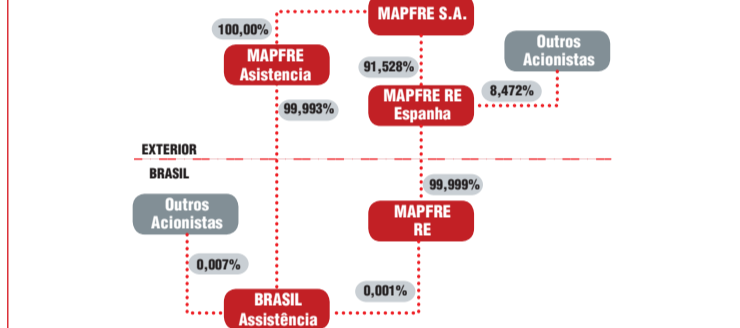 MAPFRE S.A.
100,00%
MAPFRE
Asistencia
91,528%
Outros
Acionistas
MAPFRE RE
Espanha
8,472%
99,993%
EXTERIOR
BRASIL
99,999%
Outros
Acionistas
MAPFRE
RE
0,007%
0,001%
BRASIL
Assistência